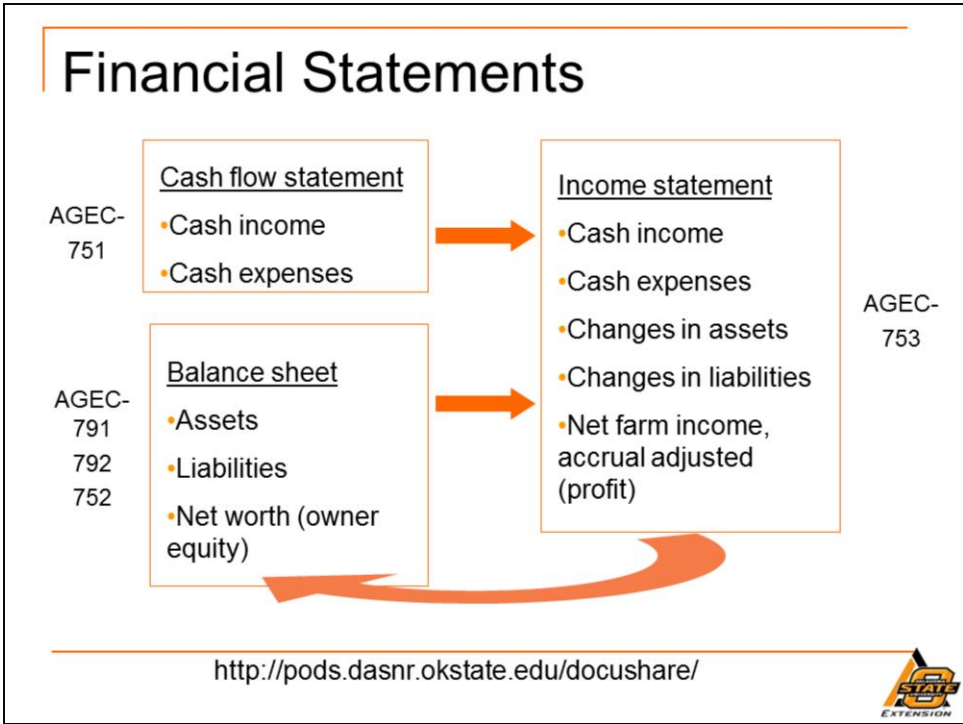 Financial Statements
AGEC-
751
Cash flow statement
•Cash income
•Cash expenses
AGEC-
791
792
752
Balance sheet
•Assets
•Liabilities
•Net worth (owner
equity)
Income statement
•Cash income
•Cash expenses
•Changes in assets
•Changes in liabilities
•Net farm income,
accrual adjusted
(profit)
AGEC-
753
http://pods.dasnr.okstate.edu/docushare/
STATE
EXTENSION